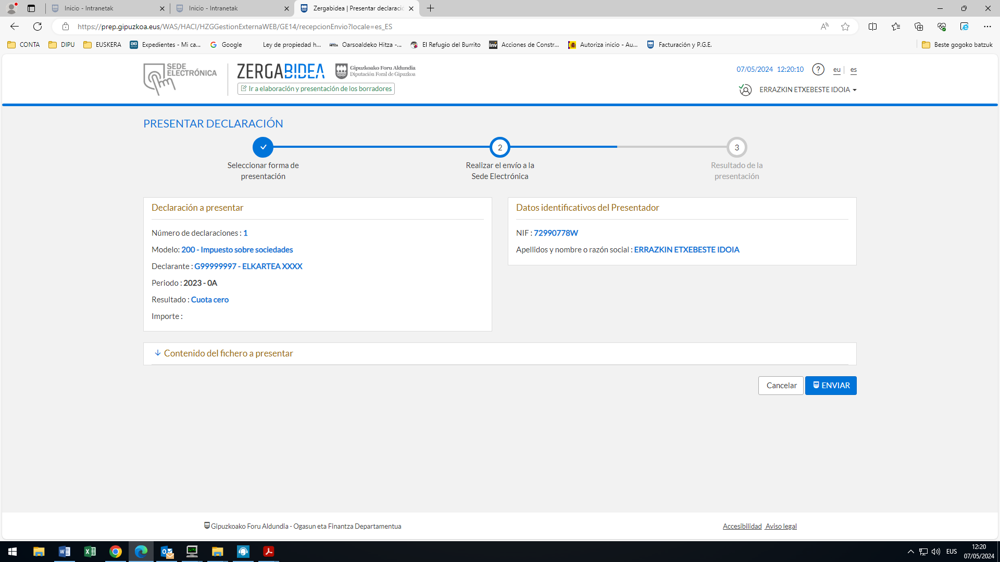 Inicio - Intranetak
Inicio - Intranetak
Zergabidea | Presentar declaració
https://prep.gipuzkoa.eus/WAS/HACI/HZGGestionExternaWEB/GE14/recepcionEnvio?locale=es_ES
CONTA
DIPU
EUSKERA
Expedientes - Mi ca...
Google
Ley de propiedad h...
HITZA
Oarsoaldeko Hitza -...
El Refugio del Burrito
Inv
Acciones de Constr...
Autoriza inicio - Au...
Facturación y P.G.E.
Beste gogoko batzuk
SEDE
ELECTRÓNICA
ZERGABIDEA
Gipuzkoako Foru Aldundia
Diputación Foral de Gipuzkoa
Ir a elaboración y presentación de los borradores
07/05/2024 12:20:10
?
eu | es
ERRAZKIN ETXEBESTE IDOIA
PRESENTAR DECLARACIÓN
2
3
Seleccionar forma de
presentación
Realizar el envío a la
Sede Electrónica
Resultado de la
presentación
Declaración a presentar
Número de declaraciones : 1
Modelo: 200 - Impuesto sobre sociedades
Declarante : G99999997 - ELKARTEA XXXX
Periodo : 2023 - 0A
Resultado : Cuota cero
Importe :
Datos identificativos del Presentador
NIF : 72990778W
Apellidos y nombre o razón social : ERRAZKIN ETXEBESTE IDOIA
Contenido del fichero a presentar
Cancelar
ENVIAR
Gipuzkoako Foru Aldundia - Ogasun eta Finantza Departamentua
Accesibilidad Aviso legal
3270
EUS
12:20
07/05/2024